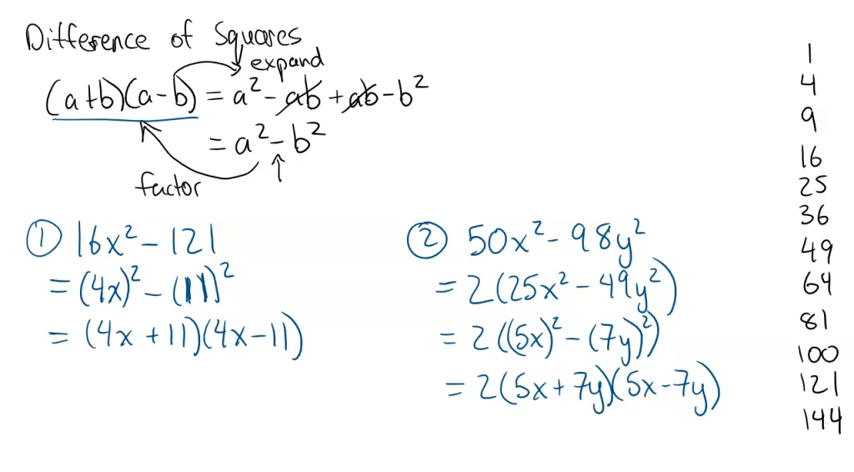 Difference of Squares
expand
(a+b)(a-b) = a² - ab + ab - b²
= a² - b²
factor
① 16x² - 121
= (4x)² - (11)²
= (4x + 11)(4x - 11)
② 50x² - 98y²
= 2(25x² - 49y²)
= 2((5x)² - (7y)²)
= 2(5x + 7y)(5x - 7y)
1
4
9
16
25
36
49
64
81
100
121
144